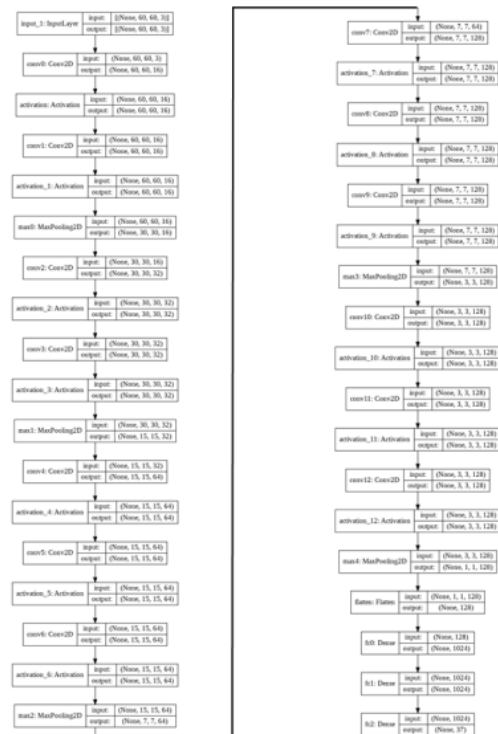 input_1: InputLayer input: [(None, 60, 60, 3)]
output: [(None, 60, 60, 3)]
conv0: Conv2D input: (None, 60, 60, 3)
output: (None, 60, 60, 16)
activation: Activation input: (None, 60, 60, 16)
output: (None, 60, 60, 16)
conv1: Conv2D input: (None, 60, 60, 16)
output: (None, 60, 60, 16)
activation_1: Activation input: (None, 60, 60, 16)
output: (None, 60, 60, 16)
max0: MaxPooling2D input: (None, 60, 60, 16)
output: (None, 30, 30, 16)
conv2: Conv2D input: (None, 30, 30, 16)
output: (None, 30, 30, 32)
activation_2: Activation input: (None, 30, 30, 32)
output: (None, 30, 30, 32)
conv3: Conv2D input: (None, 30, 30, 32)
output: (None, 30, 30, 32)
activation_3: Activation input: (None, 30, 30, 32)
output: (None, 30, 30, 32)
max1: MaxPooling2D input: (None, 30, 30, 32)
output: (None, 15, 15, 32)
conv4: Conv2D input: (None, 15, 15, 32)
output: (None, 15, 15, 64)
activation_4: Activation input: (None, 15, 15, 64)
output: (None, 15, 15, 64)
conv5: Conv2D input: (None, 15, 15, 64)
output: (None, 15, 15, 64)
activation_5: Activation input: (None, 15, 15, 64)
output: (None, 15, 15, 64)
conv6: Conv2D input: (None, 15, 15, 64)
output: (None, 15, 15, 64)
activation_6: Activation input: (None, 15, 15, 64)
output: (None, 15, 15, 64)
max2: MaxPooling2D input: (None, 15, 15, 64)
output: (None, 7, 7, 64)
conv7: Conv2D input: (None, 7, 7, 64)
output: (None, 7, 7, 128)
activation_7: Activation input: (None, 7, 7, 128)
output: (None, 7, 7, 128)
conv8: Conv2D input: (None, 7, 7, 128)
output: (None, 7, 7, 128)
activation_8: Activation input: (None, 7, 7, 128)
output: (None, 7, 7, 128)
conv9: Conv2D input: (None, 7, 7, 128)
output: (None, 7, 7, 128)
activation_9: Activation input: (None, 7, 7, 128)
output: (None, 7, 7, 128)
max3: MaxPooling2D input: (None, 7, 7, 128)
output: (None, 3, 3, 128)
conv10: Conv2D input: (None, 3, 3, 128)
output: (None, 3, 3, 128)
activation_10: Activation input: (None, 3, 3, 128)
output: (None, 3, 3, 128)
conv11: Conv2D input: (None, 3, 3, 128)
output: (None, 3, 3, 128)
activation_11: Activation input: (None, 3, 3, 128)
output: (None, 3, 3, 128)
conv12: Conv2D input: (None, 3, 3, 128)
output: (None, 3, 3, 128)
activation_12: Activation input: (None, 3, 3, 128)
output: (None, 3, 3, 128)
max4: MaxPooling2D input: (None, 3, 3, 128)
output: (None, 1, 1, 128)
flatten: Flatten input: (None, 1, 1, 128)
output: (None, 128)
fc0: Dense input: (None, 128)
output: (None, 1024)
fc1: Dense input: (None, 1024)
output: (None, 1024)
fc2: Dense input: (None, 1024)
output: (None, 37)